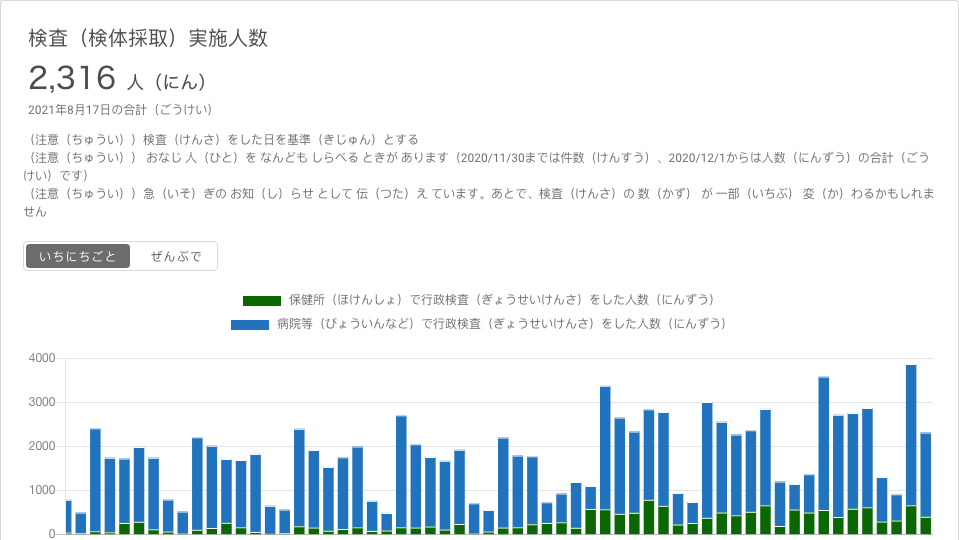 検査（検体採取）実施人数
2,316 人（にん）
2021年8月17日の合計（ごうけい）
（注意（ちゅうい））検査（けんさ）をした日を基準（きじゅん）とする
（注意（ちゅうい）） おなじ 人（ひと）を なんども しらべる ときが あります（2020/11/30までは件数（けんすう）、2020/12/1からは人数（にんずう）の合計（ごう
けい）です）
（注意（ちゅうい））急（いそ）ぎの お知（し）らせ として 伝（つた）え ています。あとで、検査（けんさ）の 数（かず） が 一部（いちぶ） 変（か）わるかもしれま
せん
いちにちごと ぜんぶで
保健所（ほけんしょ）で行政検査（ぎょうせいけんさ）をした人数（にんずう）
病院等（びょういんなど）で行政検査（ぎょうせいけんさ）をした人数（にんずう）
4000
3000
2000
1000
0